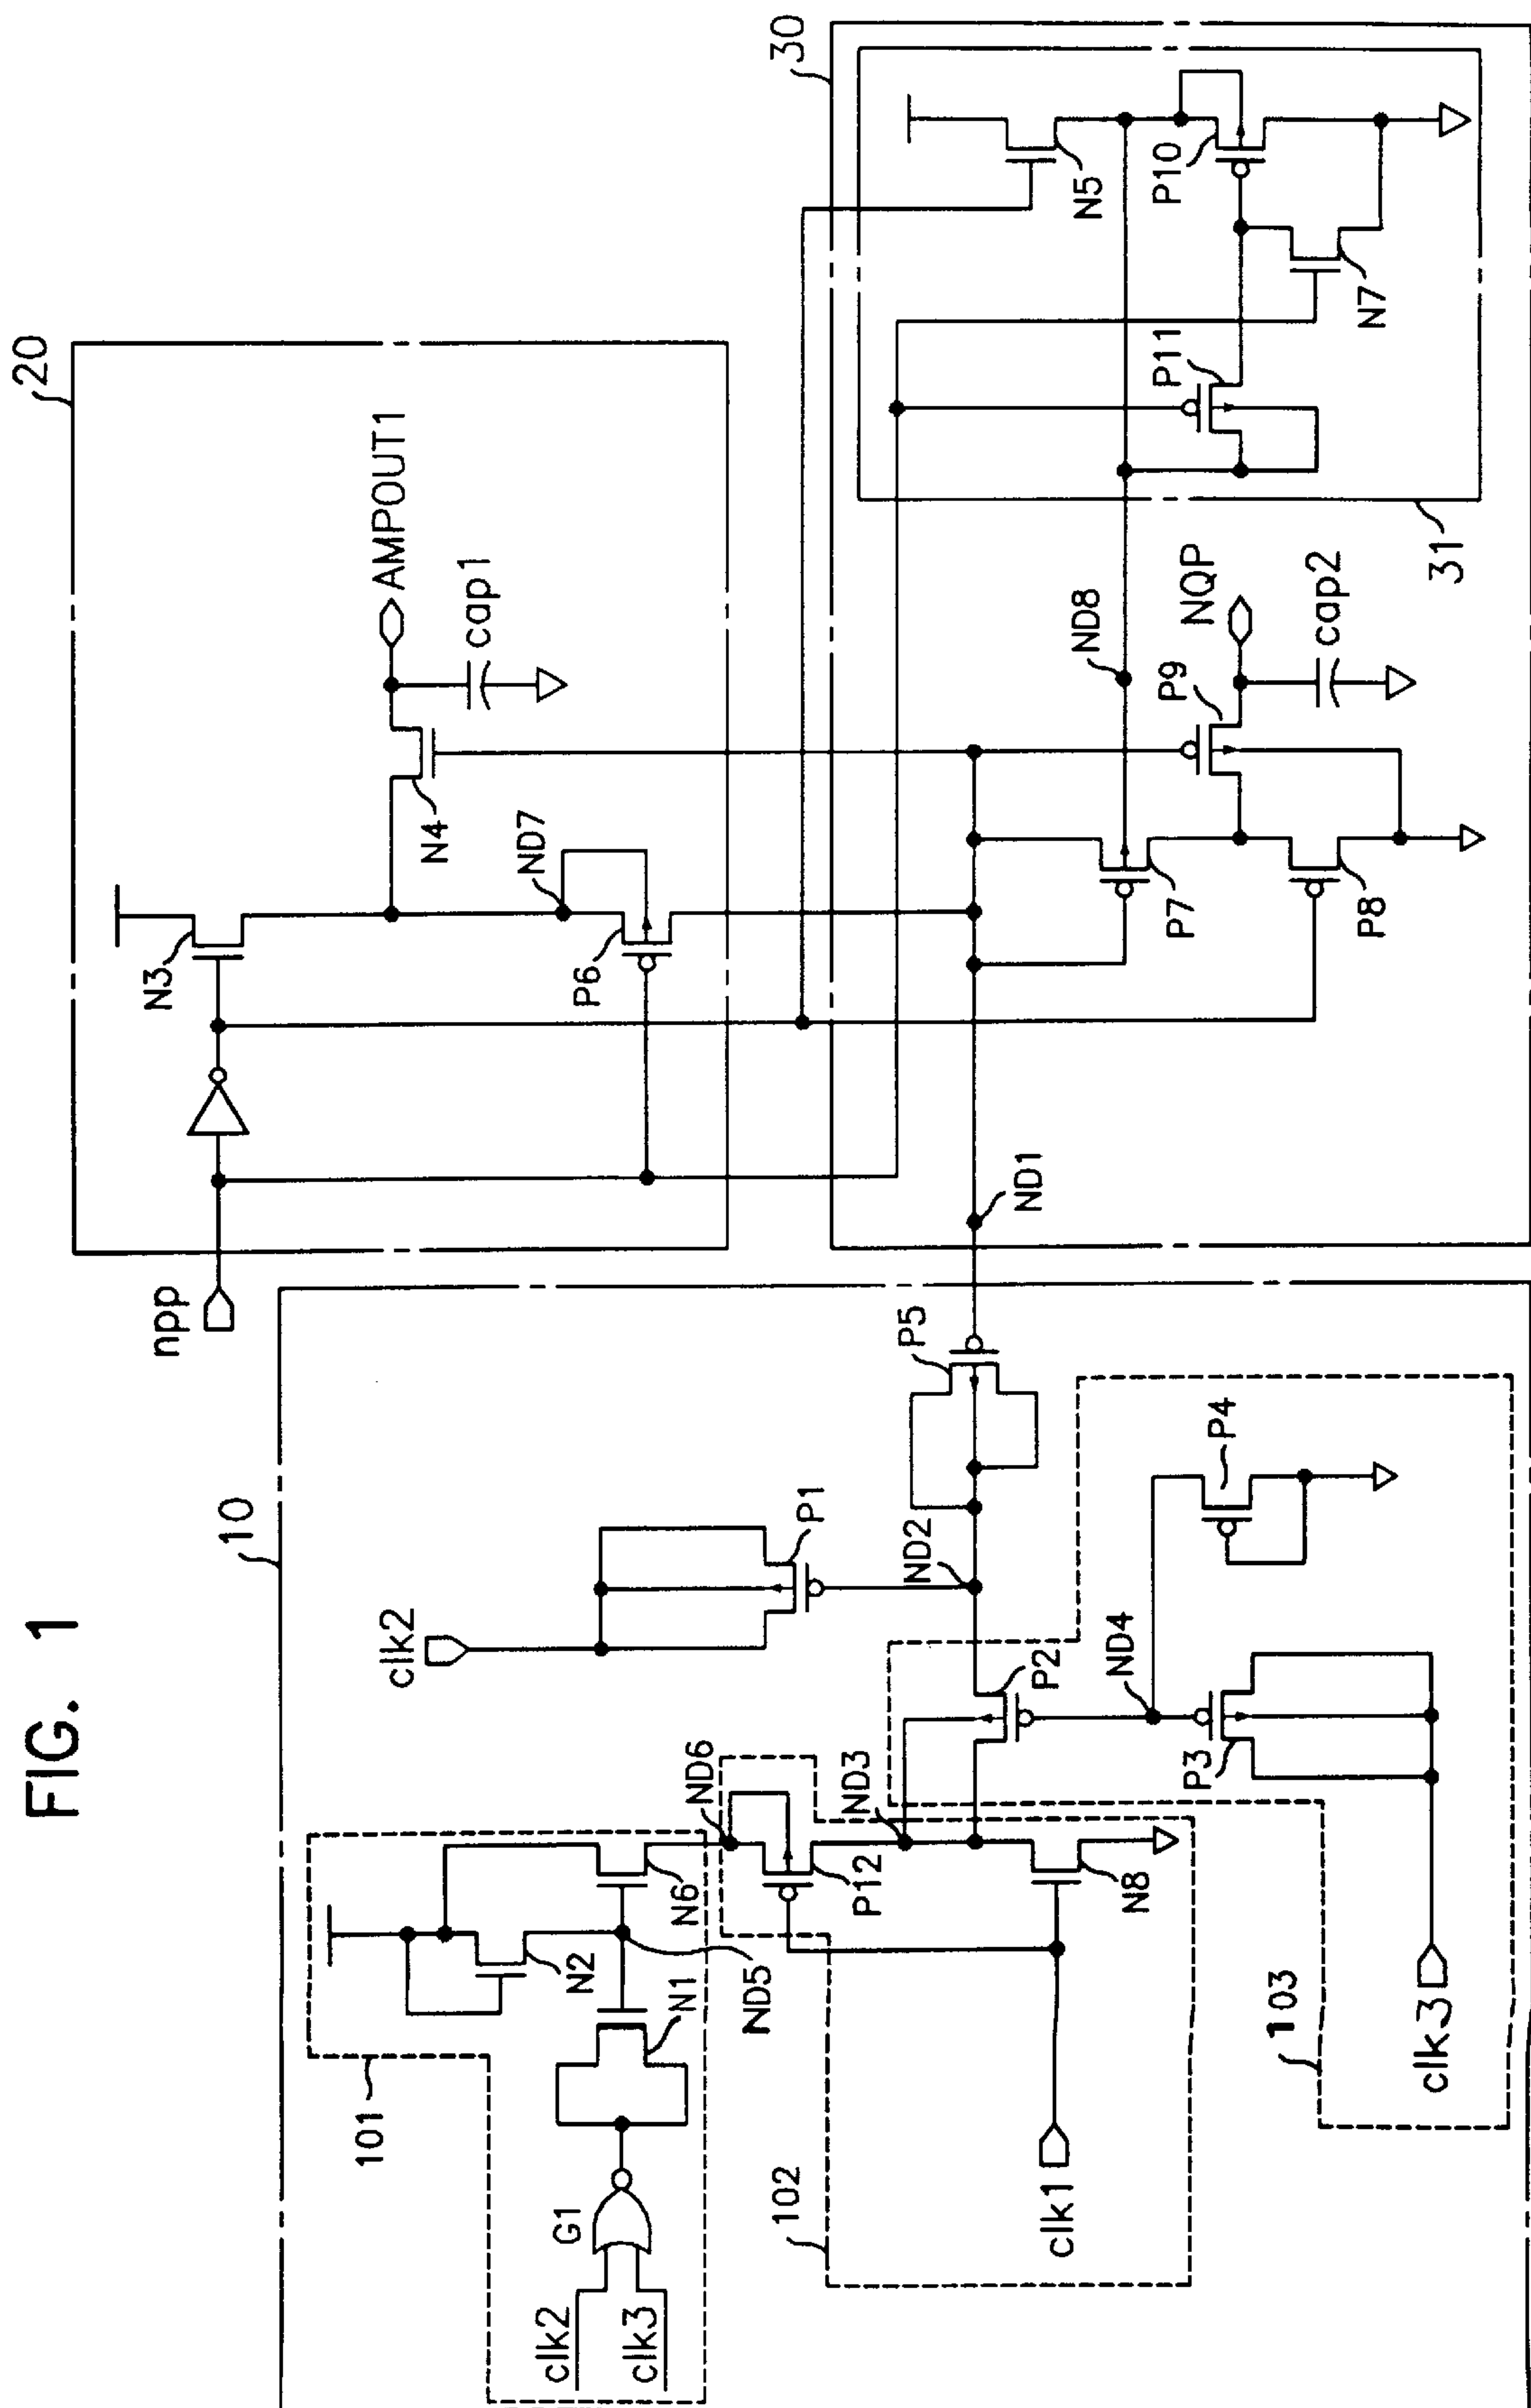 FIG. 1
10
20
30
31
101
102
103
npp
N3
AMPOUT1
cap1
N4
ND7
P6
N5
P10
N7
P11
ND8
NQP
P9
cap2
P7
P8
ND1
clk2
P1
P5
ND2
P4
P2
ND4
P3
clk3
ND3
ND6
N6
N2
N1
ND5
P12
N8
clk1
G1
clk2
clk3